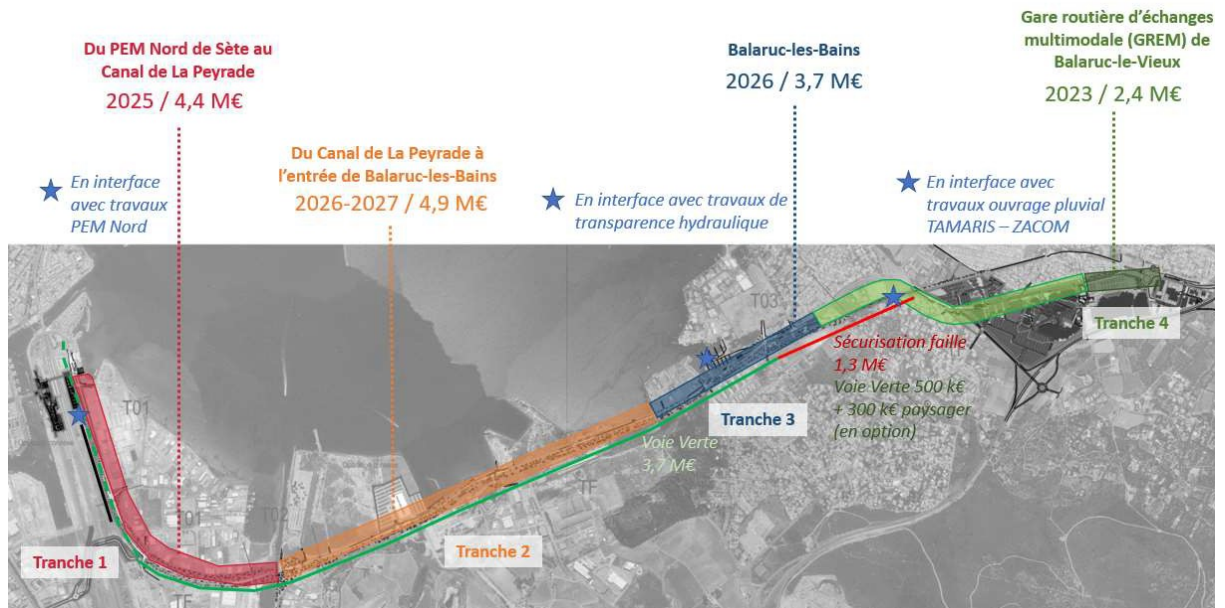 Du PEM Nord de Sète au
Canal de La Peyrade
2025 / 4,4 M€
Balaruc-les-Bains
2026 / 3,7 M€
Gare routière d'échanges
multimodale (GREM) de
Balaruc-le-Vieux
2023 / 2,4 M€
Du Canal de La Peyrade à
l'entrée de Balaruc-les-Bains
2026-2027 / 4,9 M€
En interface
avec travaux
PEM Nord
En interface avec travaux de
transparence hydraulique
En interface avec
travaux ouvrage pluvial
TAMARIS – ZACOM
T03
Tranche 4
Sécurisation faille
1,3 M€
Voie Verte 500 k€
+ 300 k€ paysager
(en option)
Tranche 3
T01
Voie Verte
3,7 M€
TF
T01
T02
Tranche 2
Tranche 1
TF